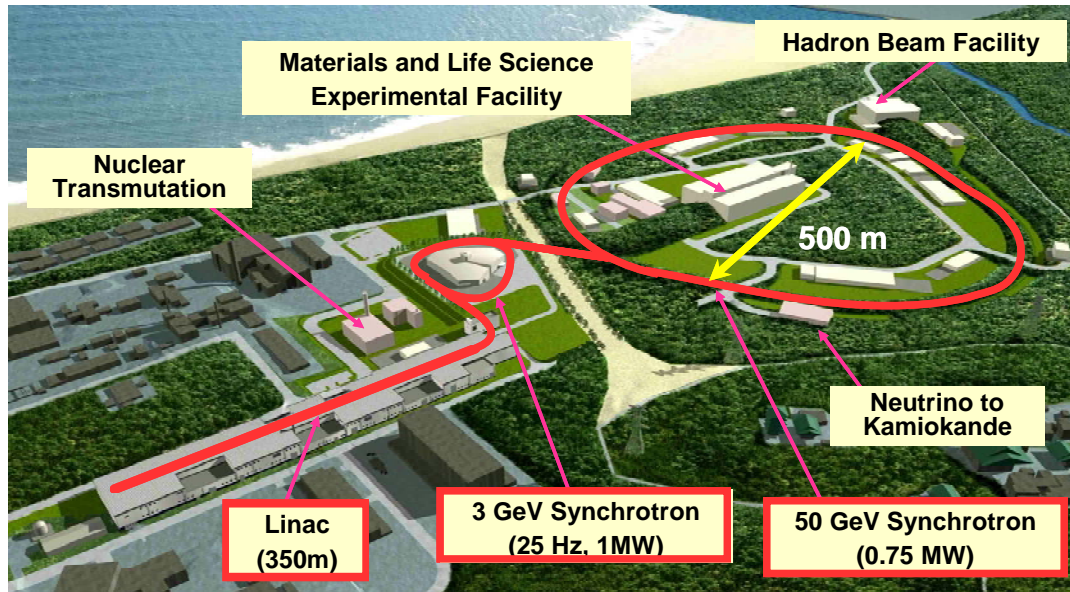 Hadron Beam Facility
Materials and Life Science
Experimental Facility
Nuclear
Transmutation
500 m
Neutrino to
Kamiokande
Linac
(350m)
3 GeV Synchrotron
(25 Hz, 1MW)
50 GeV Synchrotron
(0.75 MW)